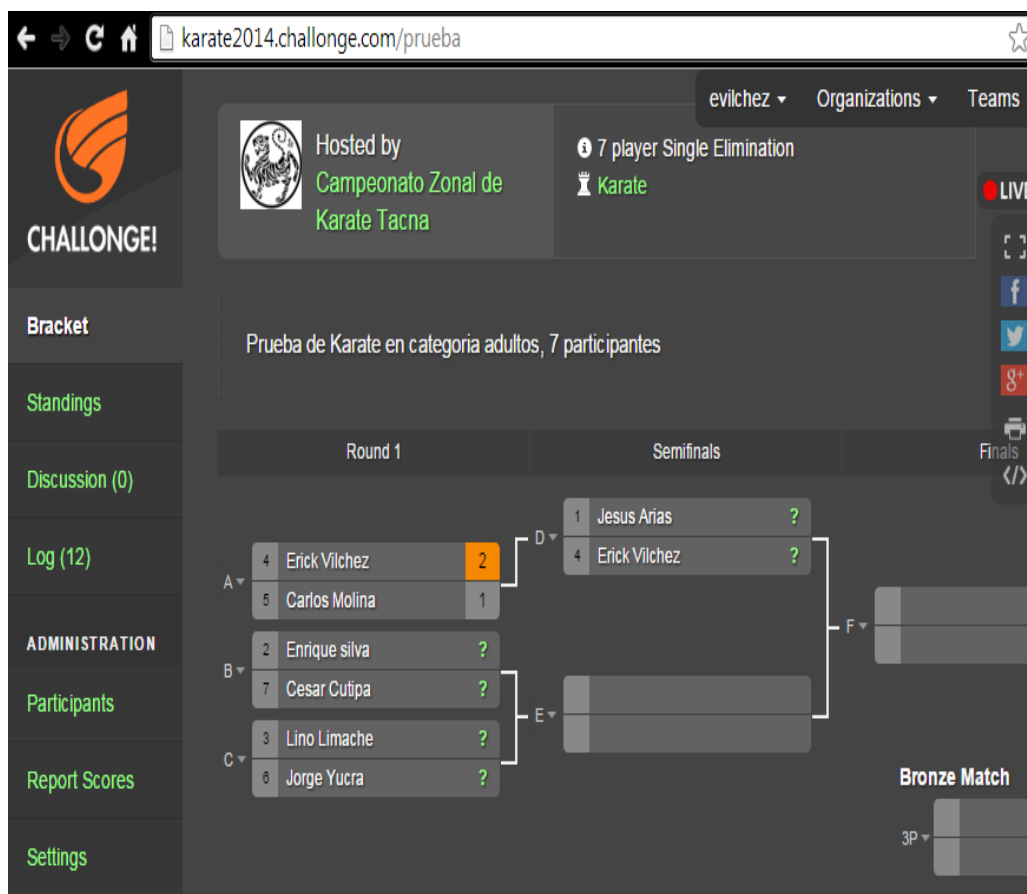 karate2014.challonge.com/prueba
evilchez Organizations Teams
CHALLONGE!
Hosted by
Campeonato Zonal de
Karate Tacna
7 player Single Elimination
Karate
LIVE
Bracket
Standings
Discussion (0)
Log (12)
ADMINISTRATION
Participants
Report Scores
Settings
Prueba de Karate en categoria adultos, 7 participantes
Round 1 Semifinals Finals
A
4 Erick Vilchez 2
5 Carlos Molina 1
B
2 Enrique silva ?
7 Cesar Cutipa ?
C
3 Lino Limache ?
6 Jorge Yucra ?
D
1 Jesus Arias ?
4 Erick Vilchez ?
E
F
Bronze Match
3P